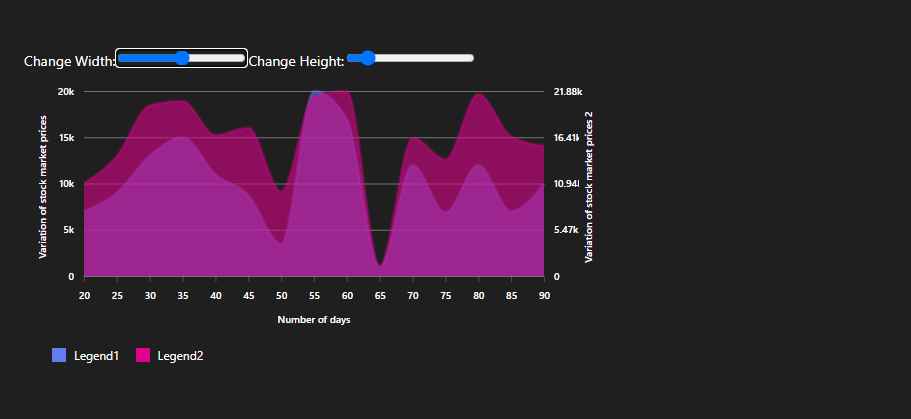 Change Width: Change Height:
20k 21.88k
15k 16.41k
10k 10.94k
5k 5.47k
0 0
Variation of stock market prices
Variation of stock market prices 2
20 25 30 35 40 45 50 55 60 65 70 75 80 85 90
Number of days
Legend1 Legend2